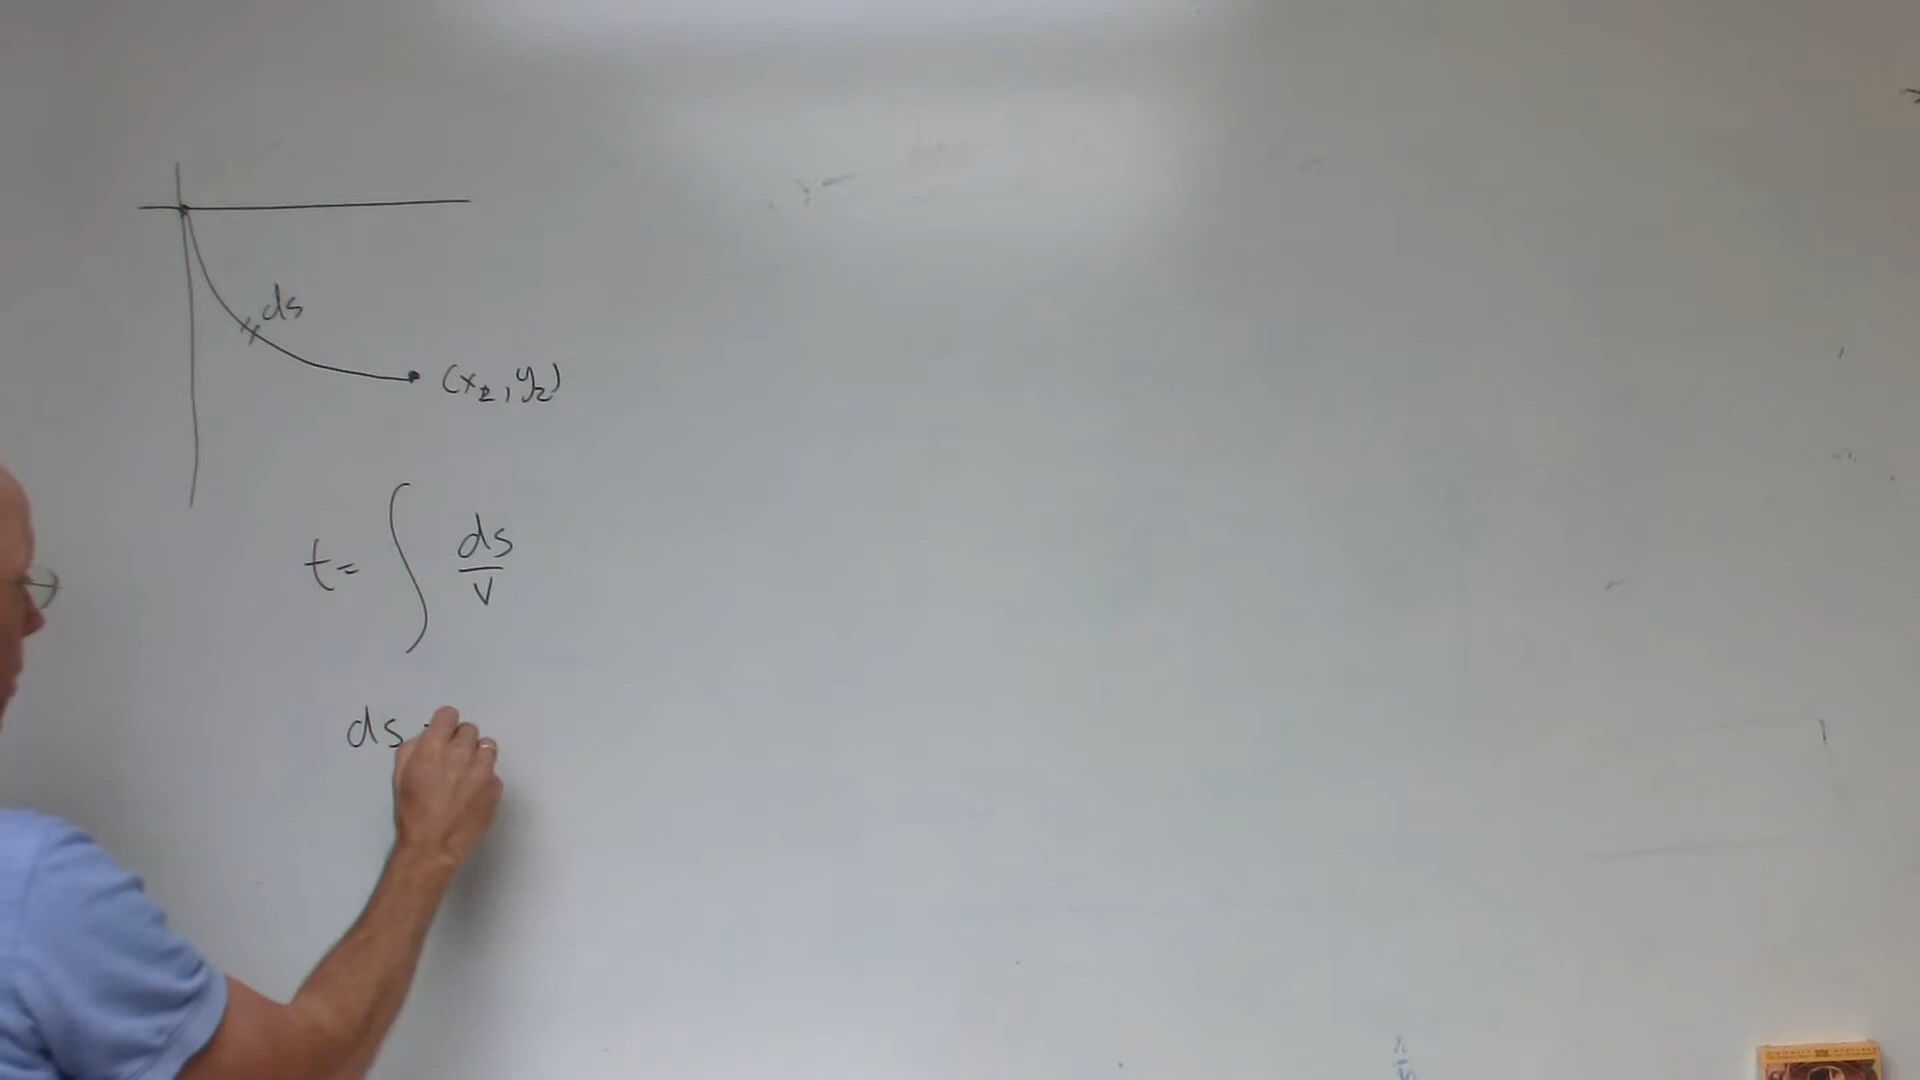 ds
(x₂, y₂)
t = ∫ ds/v
ds